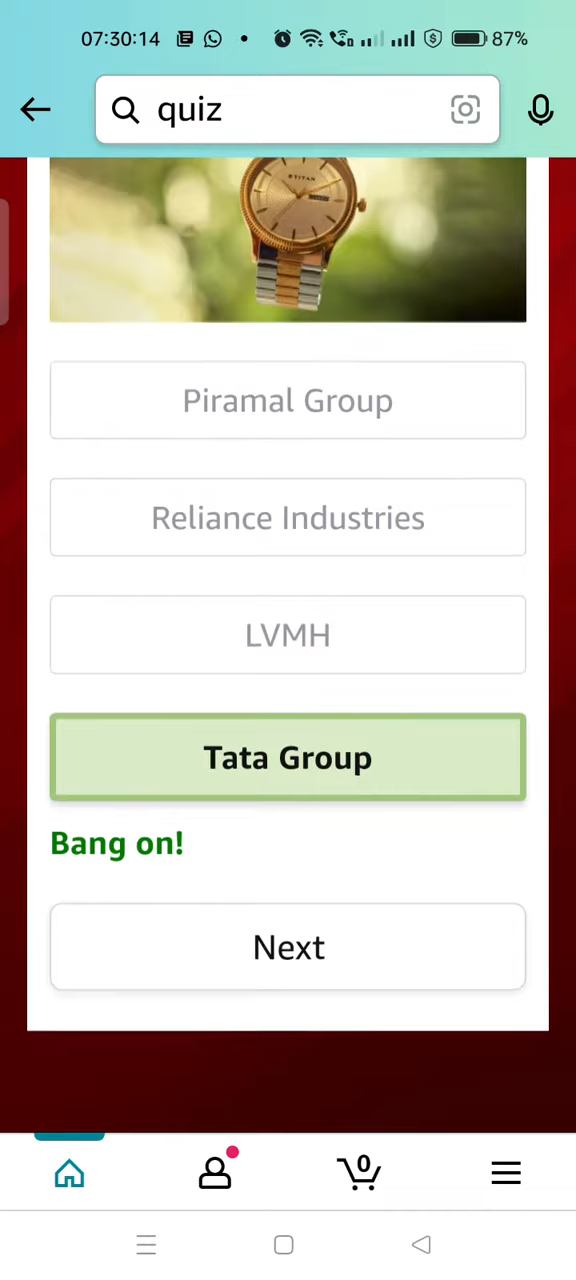 07:30:14 87%
quiz
TITAN
Piramal Group
Reliance Industries
LVMH
Tata Group
Bang on!
Next
0